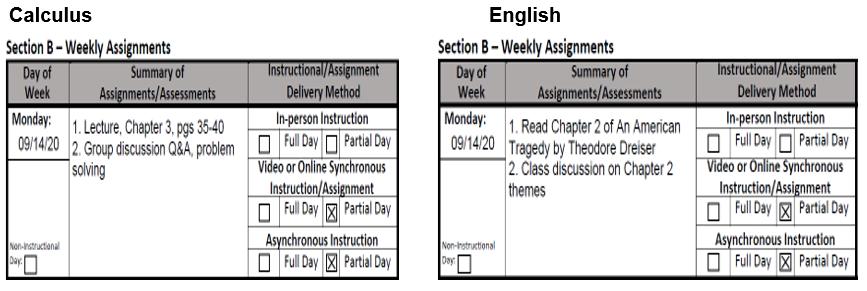 Calculus
Section B – Weekly Assignments
Day of Week
Summary of Assignments/Assessments
Instructional/Assignment Delivery Method
Monday:
09/14/20
Non-Instructional
Day:
1. Lecture, Chapter 3, pgs 35-40
2. Group discussion Q&A, problem
solving
In-person Instruction
Full Day Partial Day
Video or Online Synchronous
Instruction/Assignment
Full Day Partial Day
Asynchronous Instruction
Full Day Partial Day
English
Section B – Weekly Assignments
Day of Week
Summary of Assignments/Assessments
Instructional/Assignment Delivery Method
Monday:
09/14/20
Non-Instructional
Day:
1. Read Chapter 2 of An American
Tragedy by Theodore Dreiser
2. Class discussion on Chapter 2
themes
In-person Instruction
Full Day Partial Day
Video or Online Synchronous
Instruction/Assignment
Full Day Partial Day
Asynchronous Instruction
Full Day Partial Day